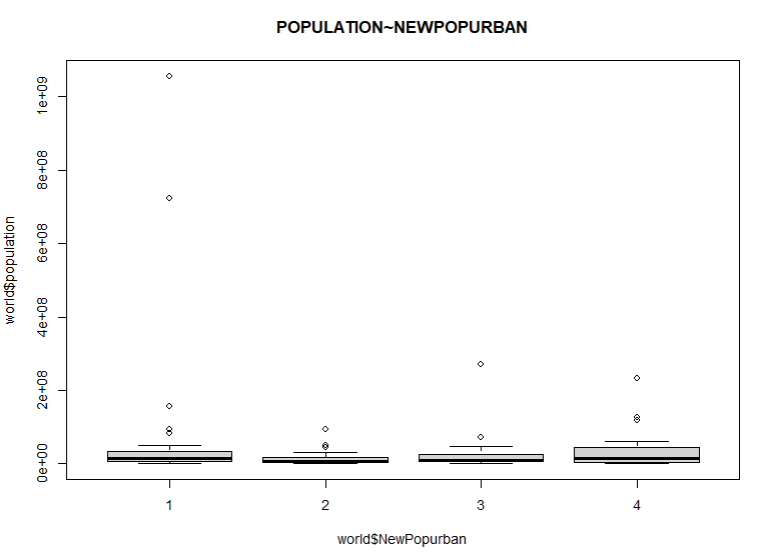 POPULATION~NEWPOPURBAN
1e+09
8e+08
6e+08
4e+08
2e+08
0e+00
world$population
1 2 3 4
world$NewPopurban